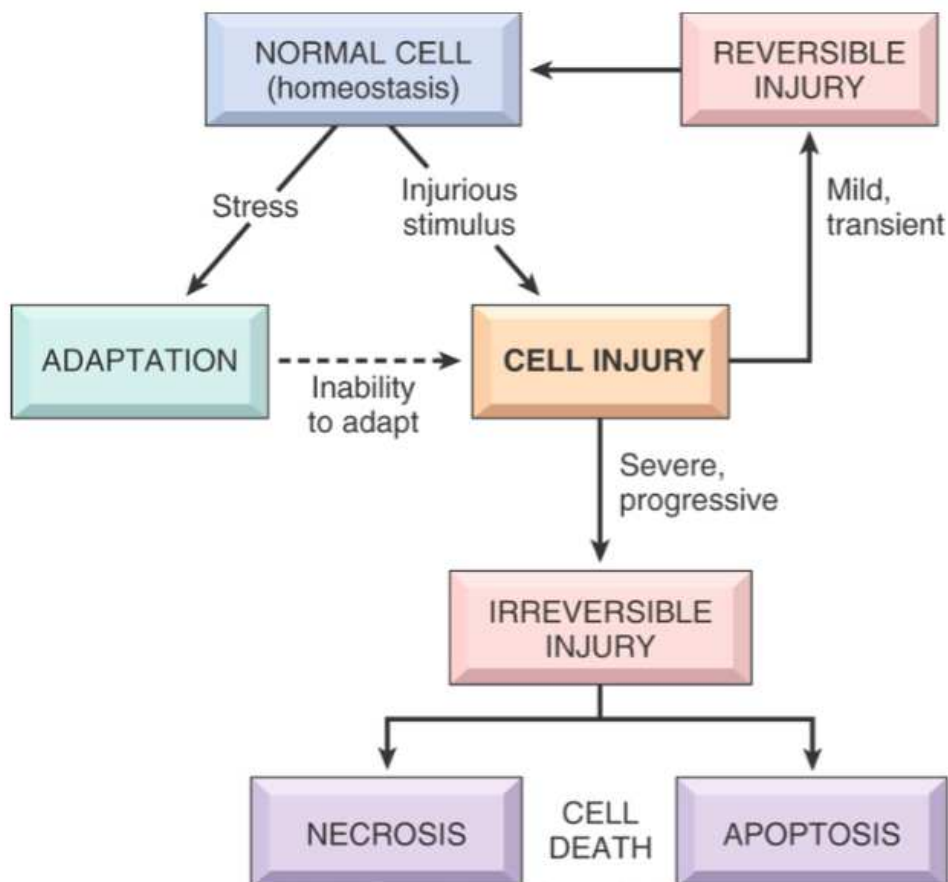 NORMAL CELL
(homeostasis)
REVERSIBLE
INJURY
Stress
Injurious
stimulus
Mild,
transient
ADAPTATION
Inability
to adapt
CELL INJURY
Severe,
progressive
IRREVERSIBLE
INJURY
NECROSIS
CELL
DEATH
APOPTOSIS